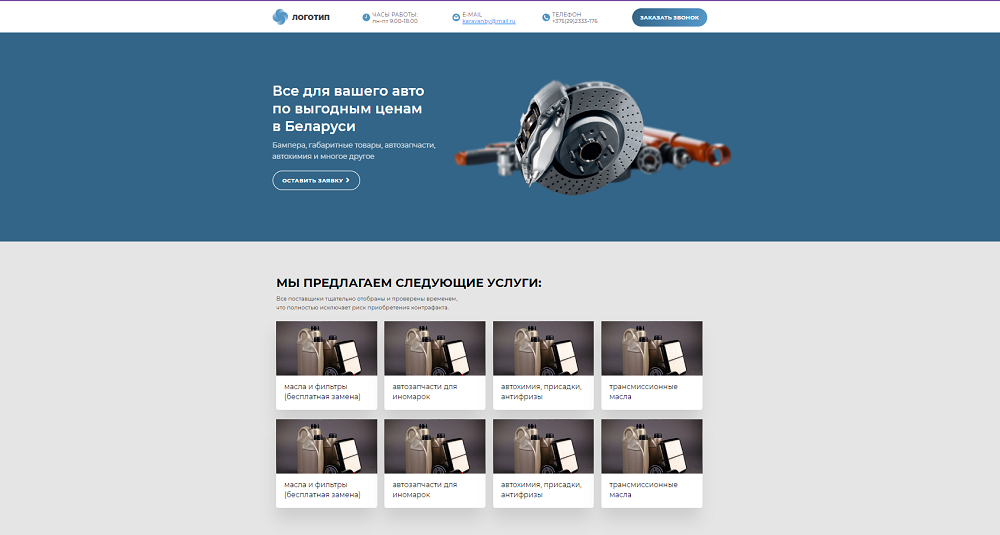 ЛОГОТИП
ЧАСЫ РАБОТЫ:
пн-пт 9.00-18.00
E-MAIL
karavanby@mail.ru
ТЕЛЕФОН
+375(29)2333-176
ЗАКАЗАТЬ ЗВОНОК
Все для вашего авто
по выгодным ценам
в Беларуси
Бампера, габаритные товары, автозапчасти,
автохимия и многое другое
ОСТАВИТЬ ЗАЯВКУ
МЫ ПРЕДЛАГАЕМ СЛЕДУЮЩИЕ УСЛУГИ:
Все поставщики тщательно отобраны и проверены временем,
что полностью исключает риск приобретения контрафакта.
масла и фильтры
(бесплатная замена)
автозапчасти для
иномарок
автохимия, присадки,
антифризы
трансмиссионные
масла
масла и фильтры
(бесплатная замена)
автозапчасти для
иномарок
автохимия, присадки,
антифризы
трансмиссионные
масла